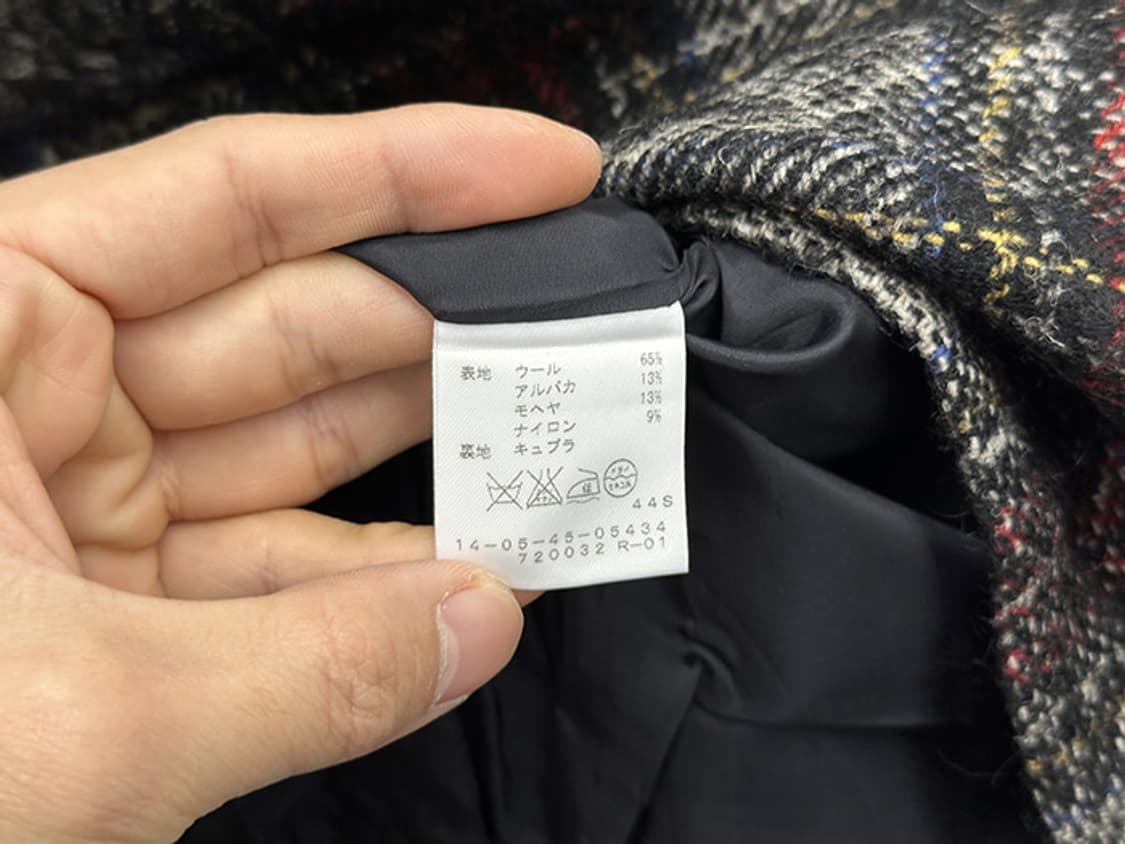 表地 ウール 65%
アルパカ 13%
モヘヤ 13%
ナイロン 9%
裏地 キュプラ
44S
14-05-45-05434
720032 R-01